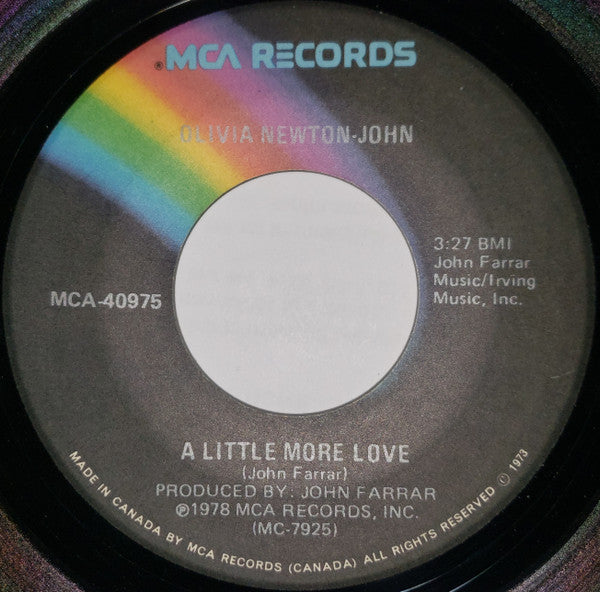 ®MCA RECORDS
OLIVIA NEWTON-JOHN
3:27 BMI
John Farrar
Music/Irving
Music, Inc.
MCA-40975
A LITTLE MORE LOVE
(John Farrar)
PRODUCED BY: JOHN FARRAR
℗1978 MCA RECORDS, INC.
(MC-7925)
MADE IN CANADA BY MCA RECORDS (CANADA) ALL RIGHTS RESERVED © 1973